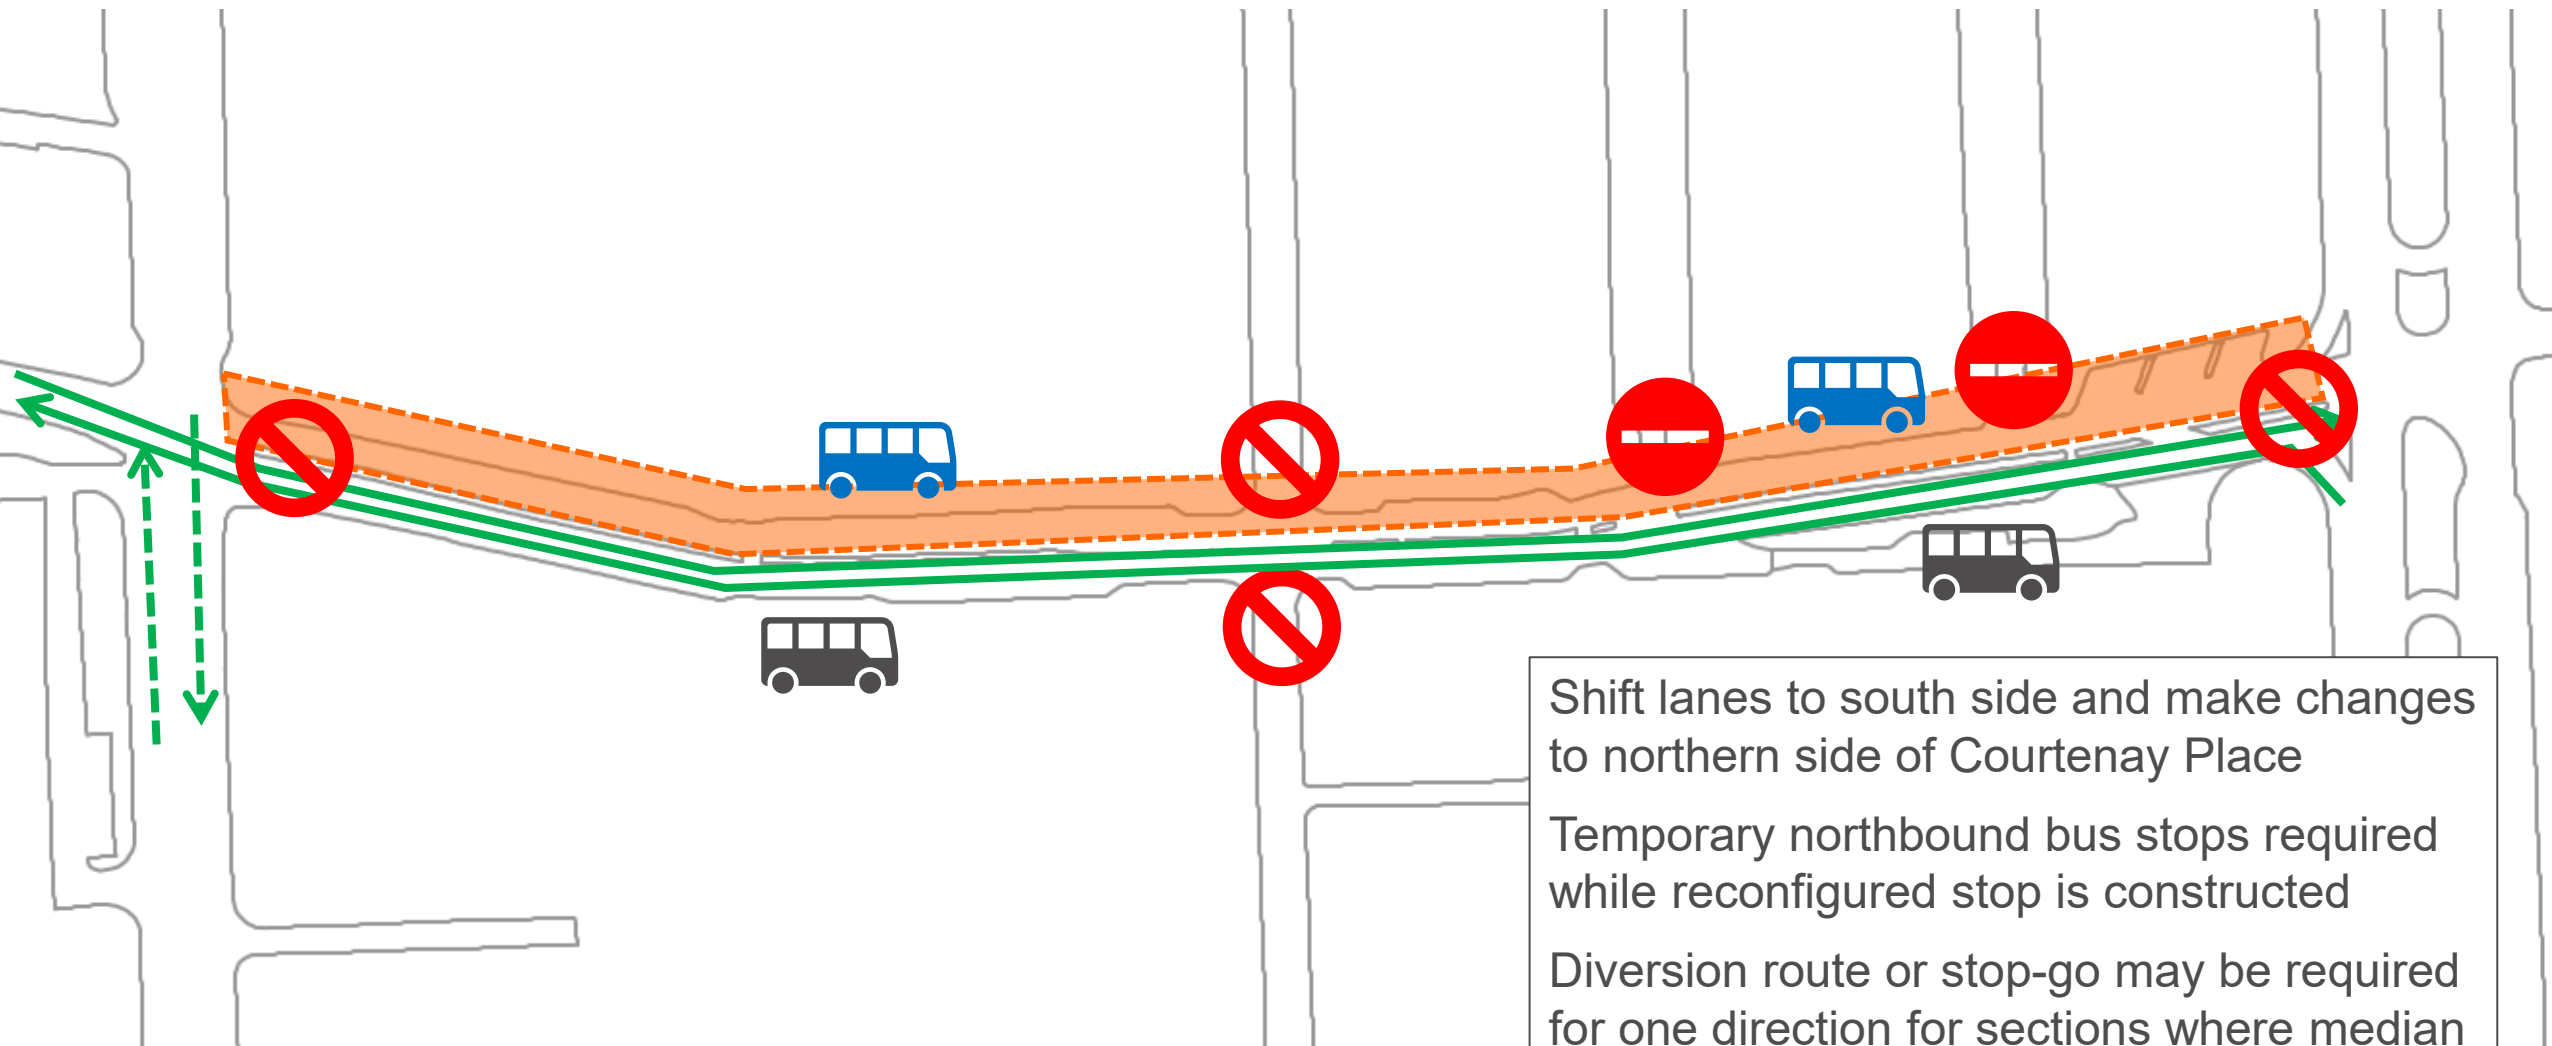 Shift lanes to south side and make changes
to northern side of Courtenay Place
Temporary northbound bus stops required
while reconfigured stop is constructed
Diversion route or stop-go may be required
for one direction for sections where median